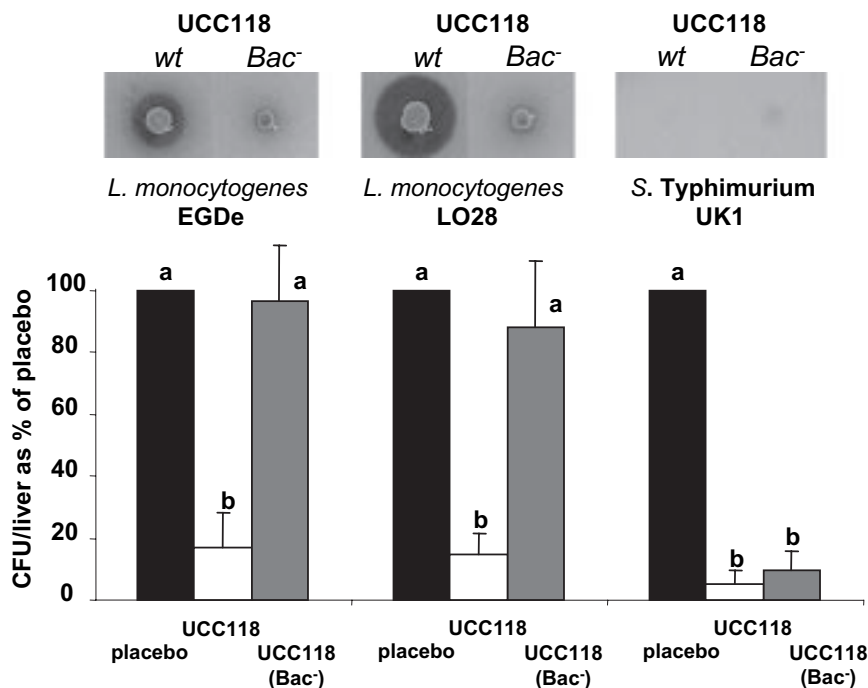 UCC118 UCC118 UCC118
wt Bac- wt Bac- wt Bac-
L. monocytogenes L. monocytogenes S. Typhimurium
EGDe LO28 UK1
CFU/liver as % of placebo
100
80
60
40
20
0
a b a a b a a b b
UCC118 UCC118 UCC118
placebo UCC118 placebo UCC118 placebo UCC118
(Bac-) (Bac-) (Bac-)